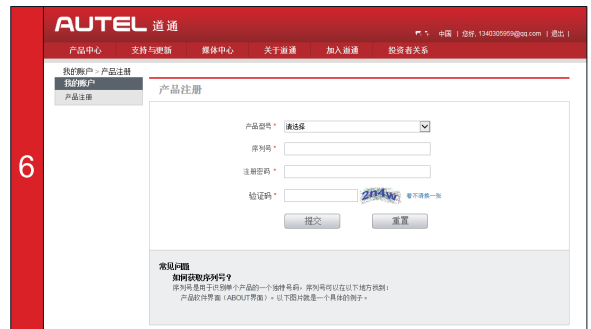 AUTEL 道通
中国 | 您好, 1340305959@qq.com | 退出 |
产品中心 支持与更新 媒体中心 关于道通 加入道通 投资者关系
我的账户 > 产品注册
我的账户
产品注册
产品注册
产品型号 * 请选择
序列号 *
注册密码 *
验证码 * 2n4w 看不清换一张
提交 重置
6
常见问题
如何获取序列号？
序列号是用于识别单个产品的一个独特号码。序列号可以在以下地方找到：
产品软件界面（ABOUT界面）。以下图片就是一个具体的例子。